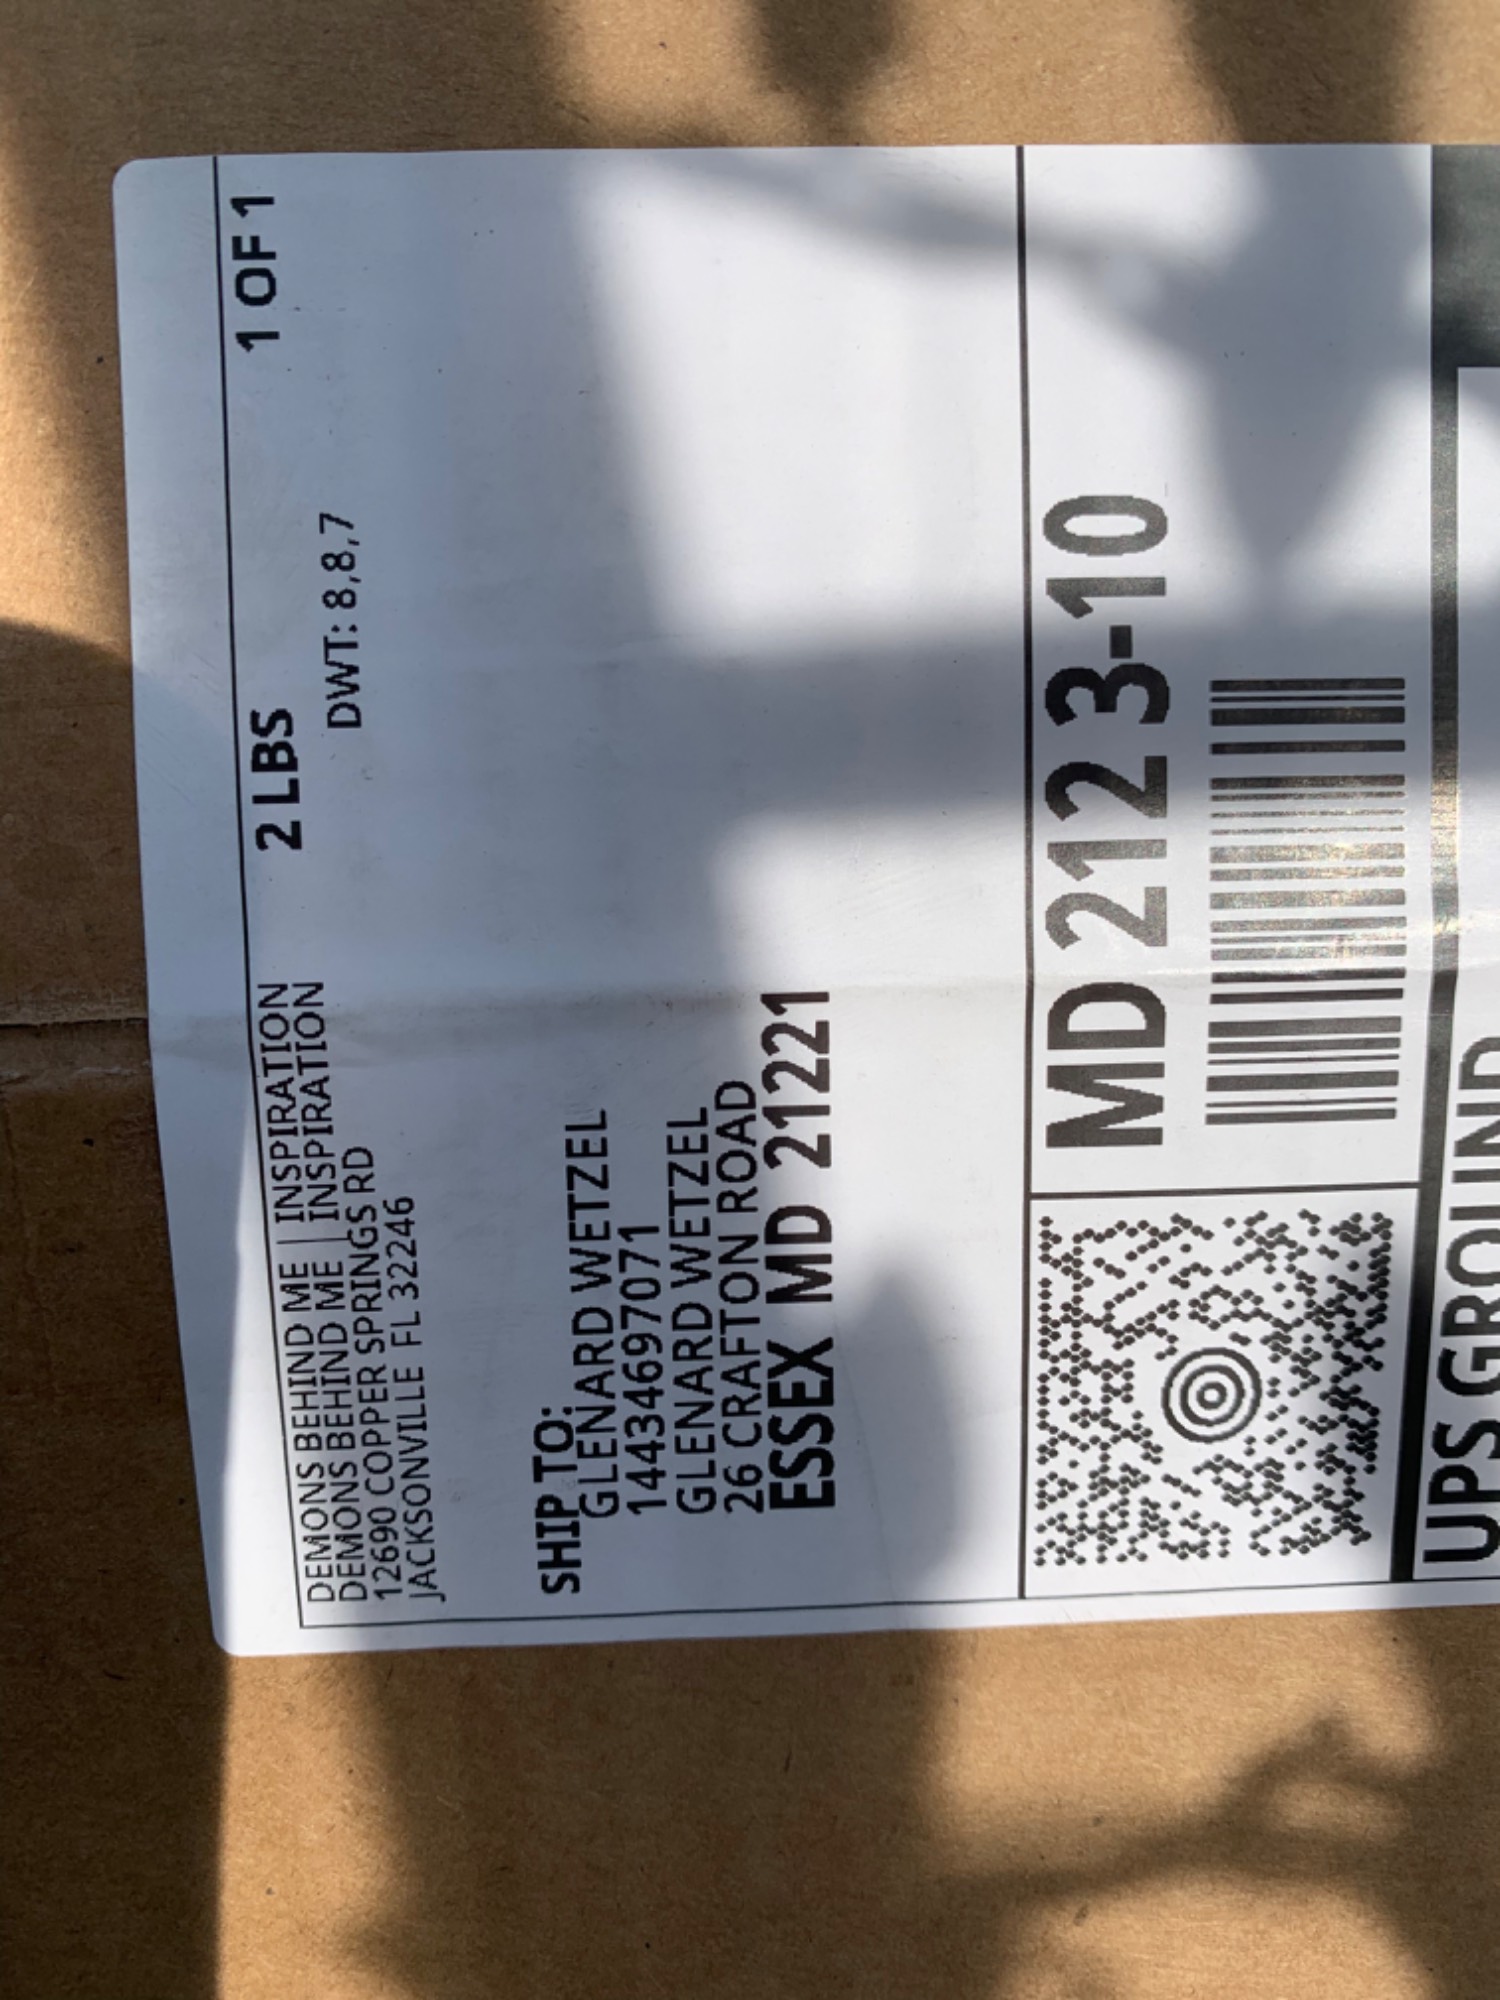 DEMONS BEHIND ME | INSPIRATION
DEMONS BEHIND ME | INSPIRATION
12690 COPPER SPRINGS RD
JACKSONVILLE FL 32246
2 LBS
1 OF 1
DWT: 8,8,7
SHIP TO:
GLENARD WETZEL
14434697071
GLENARD WETZEL
26 CRAFTON ROAD
ESSEX MD 21221
MD 212 3-10
UPS GROUND